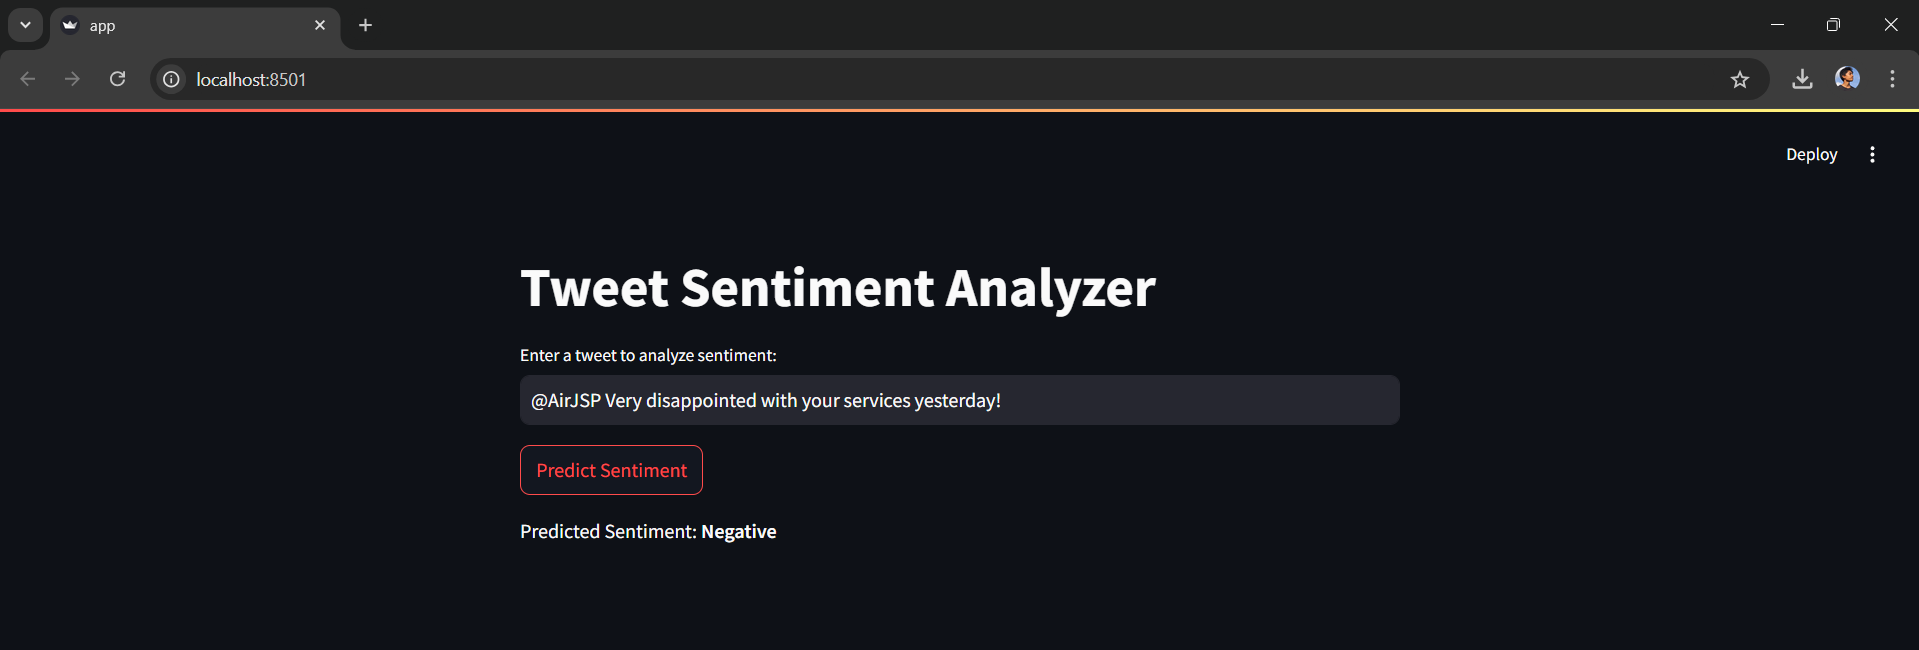 app
localhost:8501
Deploy
Tweet Sentiment Analyzer
Enter a tweet to analyze sentiment:
@AirJSP Very disappointed with your services yesterday!
Predict Sentiment
Predicted Sentiment: Negative